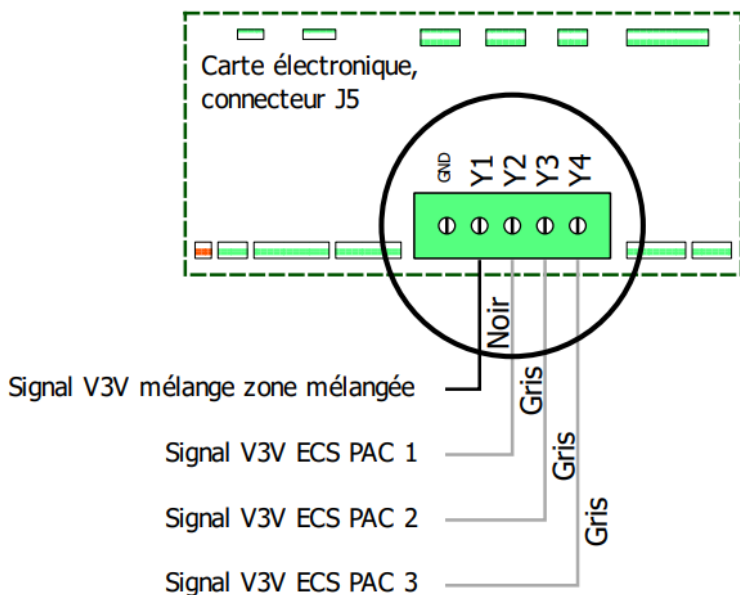 Carte électronique,
connecteur J5
GND Y1 Y2 Y3 Y4
Noir
Signal V3V mélange zone mélangée
Gris
Signal V3V ECS PAC 1
Gris
Signal V3V ECS PAC 2
Gris
Signal V3V ECS PAC 3